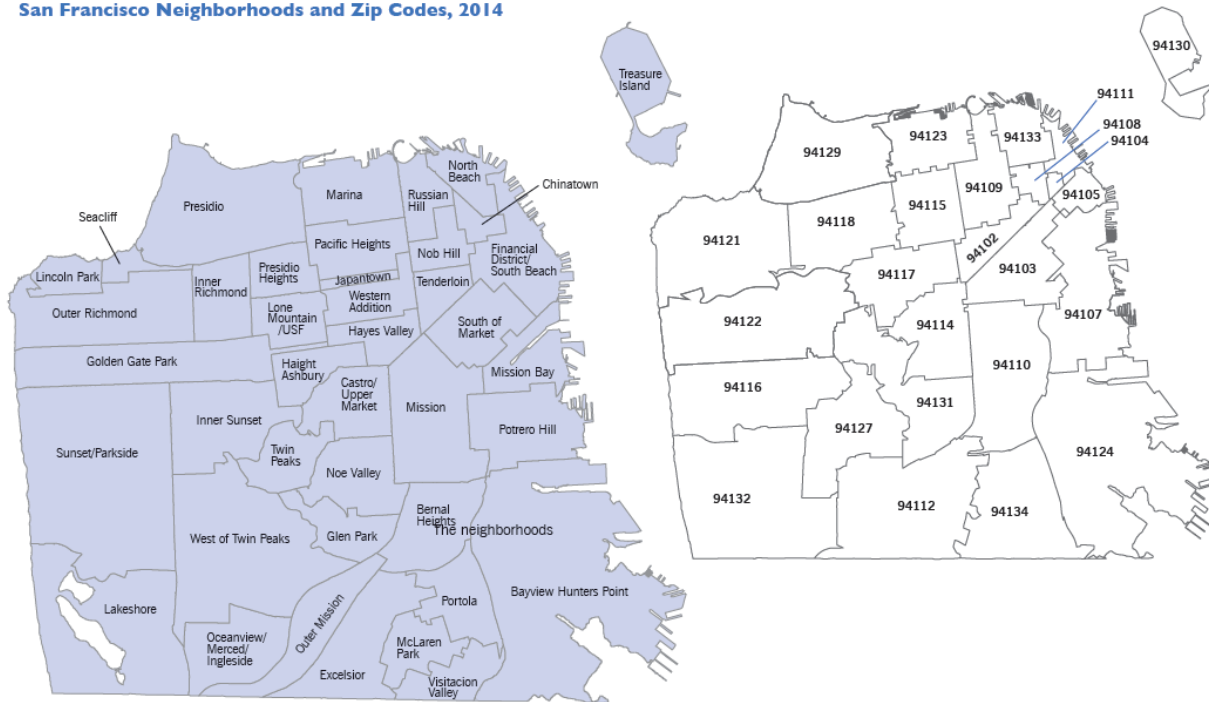 San Francisco Neighborhoods and Zip Codes, 2014
Treasure
Island
North
Beach
Chinatown
Marina
Russian
Hill
Presidio
Seacliff
Pacific Heights
Nob Hill
Financial
District/
South Beach
Lincoln Park
Inner
Richmond
Presidio
Heights
Japantown
Tenderloin
Outer Richmond
Lone
Mountain
/USF
Western
Addition
South of
Market
Hayes Valley
Golden Gate Park
Haight
Ashbury
Mission Bay
Castro/
Upper
Market
Mission
Inner Sunset
Potrero Hill
Sunset/Parkside
Twin
Peaks
Noe Valley
Bernal
Heights
The neighborhoods
West of Twin Peaks
Glen Park
Bayview Hunters Point
Lakeshore
Outer Mission
Portola
Oceanview/
Merced/
Ingleside
McLaren
Park
Excelsior
Visitacion
Valley
94130
94111
94108
94104
94123
94133
94129
94109
94105
94115
94118
94121
94102
94103
94117
94122
94114
94107
94110
94116
94131
94127
94124
94132
94112
94134